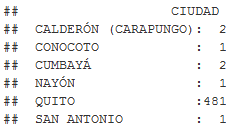 ## CIUDAD
## CALDERÓN (CARAPUNGO): 2
## CONOCOTO : 1
## CUMBAYÁ : 2
## NAYÓN : 1
## QUITO :481
## SAN ANTONIO : 1